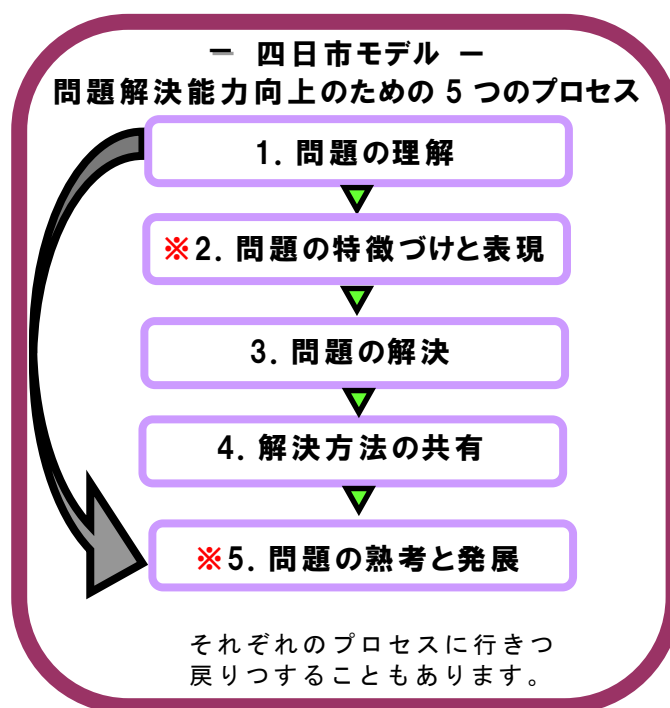 － 四日市モデル －
問題解決能力向上のための５つのプロセス
1. 問題の理解
※2. 問題の特徴づけと表現
3. 問題の解決
4. 解決方法の共有
※5. 問題の熟考と発展
それぞれのプロセスに行きつ
戻りつすることもあります。